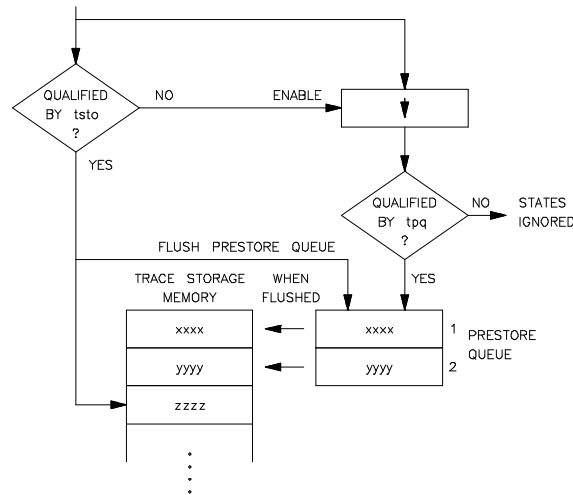 QUALIFIED
BY tsto
?
NO
ENABLE
YES
QUALIFIED
BY tpq
?
NO
STATES
IGNORED
YES
FLUSH PRESTORE QUEUE
TRACE STORAGE
MEMORY
WHEN
FLUSHED
xxxx
xxxx
1
PRESTORE
QUEUE
yyyy
yyyy
2
zzzz